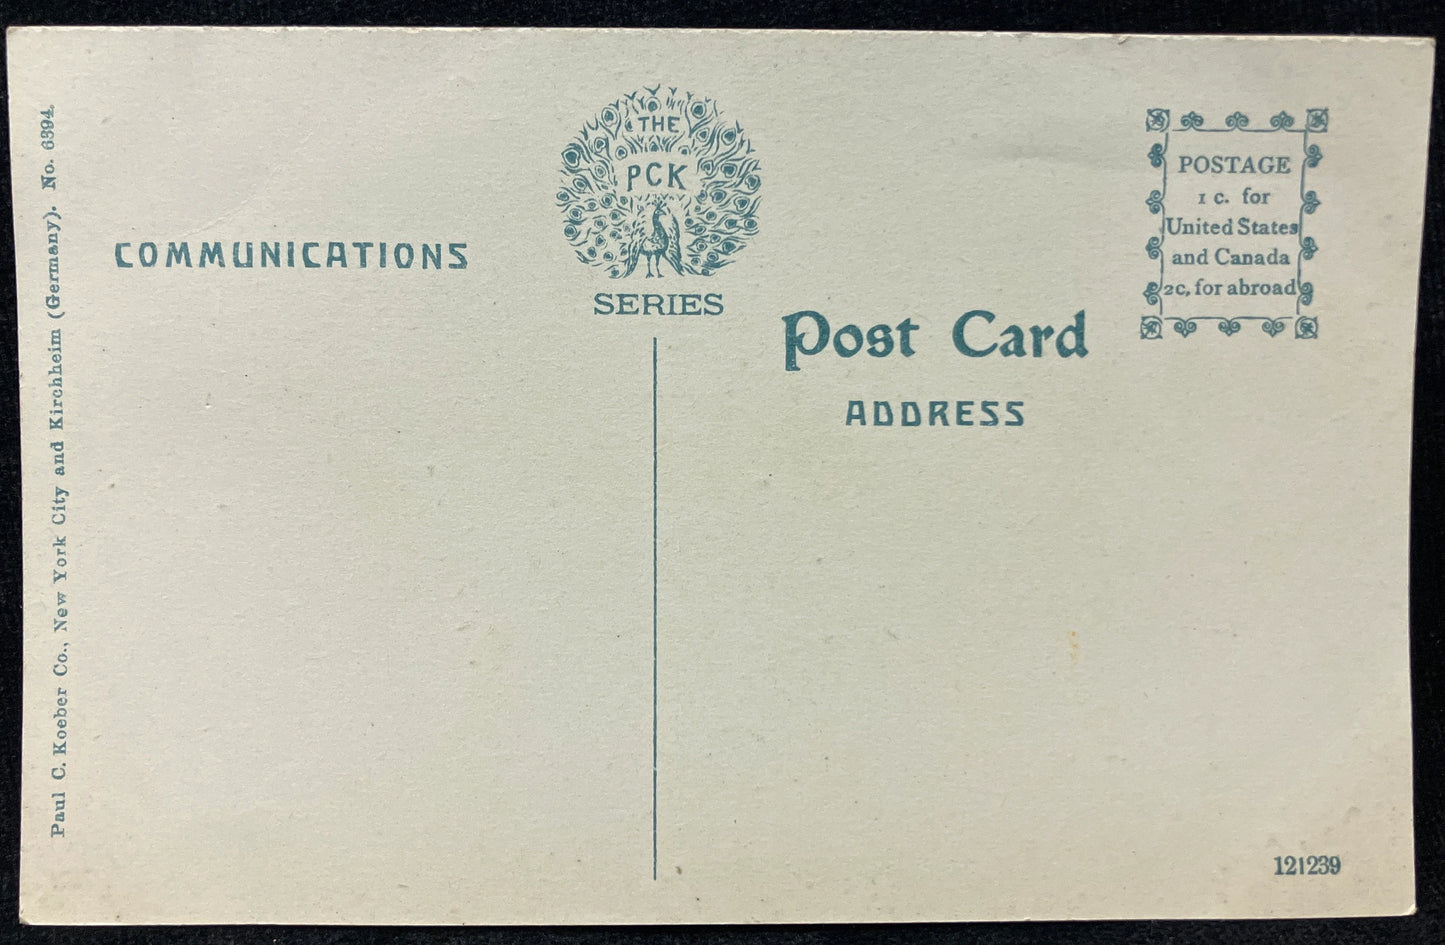 Paul C. Koeber Co., New York City and Kirchheim (Germany). No. 6394.
COMMUNICATIONS
THE
PCK
SERIES
Post Card
ADDRESS
POSTAGE
1 c. for
United States
and Canada
2c, for abroad
121239